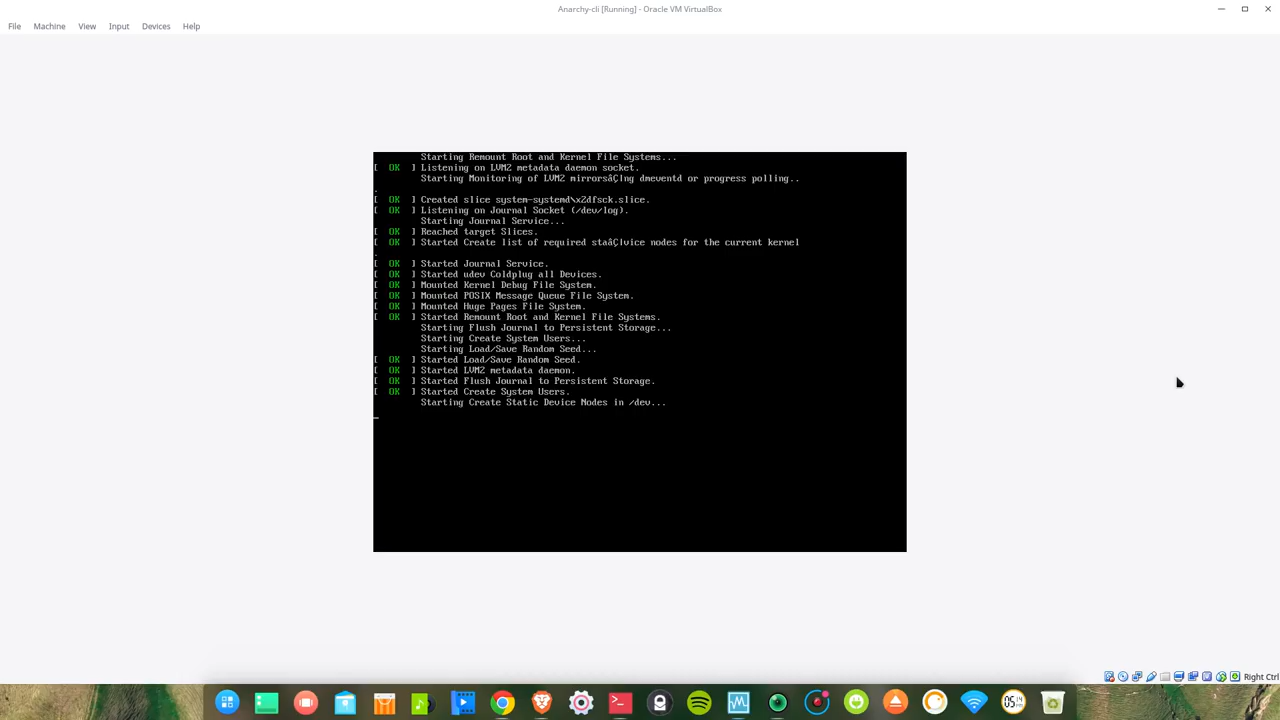 Anarchy-cli [Running] - Oracle VM VirtualBox
File Machine View Input Devices Help
Starting Remount Root and Kernel File Systems...
[ OK ] Listening on LVM2 metadata daemon socket.
Starting Monitoring of LVM2 mirrorsâÇ¦ng dmeventd or progress polling..
.
[ OK ] Created slice system-systemd\x2dfsck.slice.
[ OK ] Listening on Journal Socket (/dev/log).
Starting Journal Service...
[ OK ] Reached target Slices.
[ OK ] Started Create list of required staâÇ¦vice nodes for the current kernel
.
[ OK ] Started Journal Service.
[ OK ] Started udev Coldplug all Devices.
[ OK ] Mounted Kernel Debug File System.
[ OK ] Mounted POSIX Message Queue File System.
[ OK ] Mounted Huge Pages File System.
[ OK ] Started Remount Root and Kernel File Systems.
Starting Flush Journal to Persistent Storage...
Starting Create System Users...
Starting Load/Save Random Seed...
[ OK ] Started Load/Save Random Seed.
[ OK ] Started LVM2 metadata daemon.
[ OK ] Started Flush Journal to Persistent Storage.
[ OK ] Started Create System Users.
Starting Create Static Device Nodes in /dev...
Right Ctrl